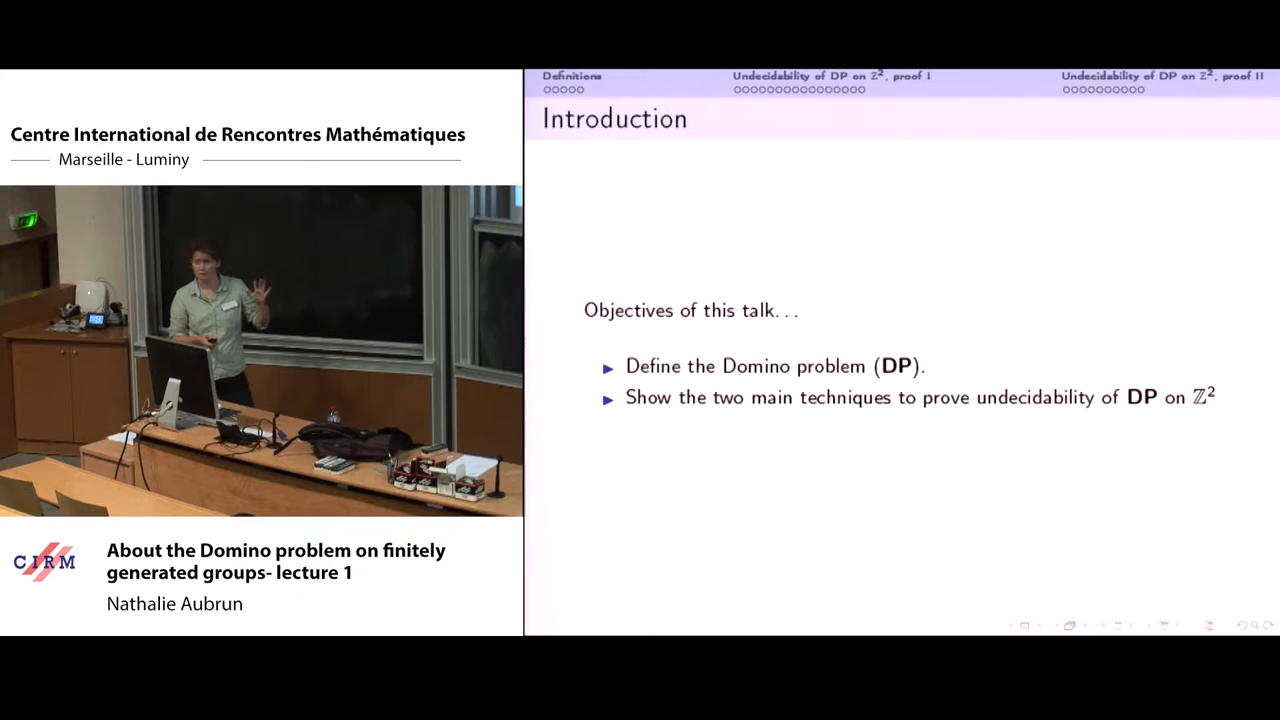 Centre International de Rencontres Mathématiques
Marseille - Luminy
CIRM
About the Domino problem on finitely
generated groups- lecture 1
Nathalie Aubrun
Definitions
Undecidability of DP on ℤ², proof I
Undecidability of DP on ℤ², proof II
Introduction
Objectives of this talk...
Define the Domino problem (DP).
Show the two main techniques to prove undecidability of DP on ℤ²